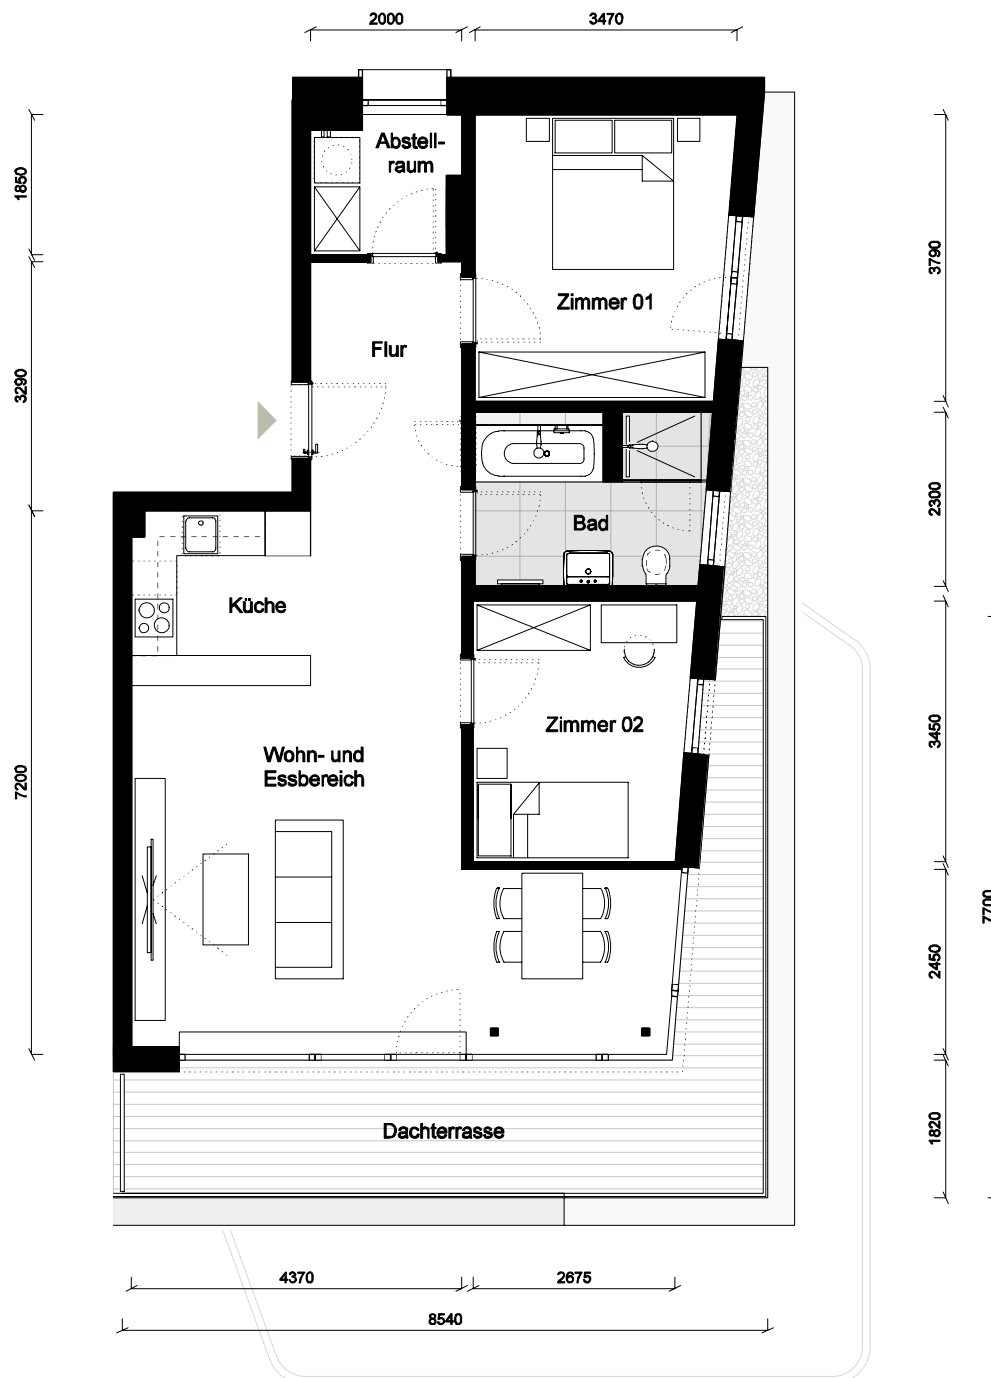 2000
3470
Abstell-
raum
1850
3790
Zimmer 01
Flur
3290
2300
Bad
Küche
Zimmer 02
3450
Wohn- und
Essbereich
7200
7700
2450
Dachterrasse
1820
4370
2675
8540